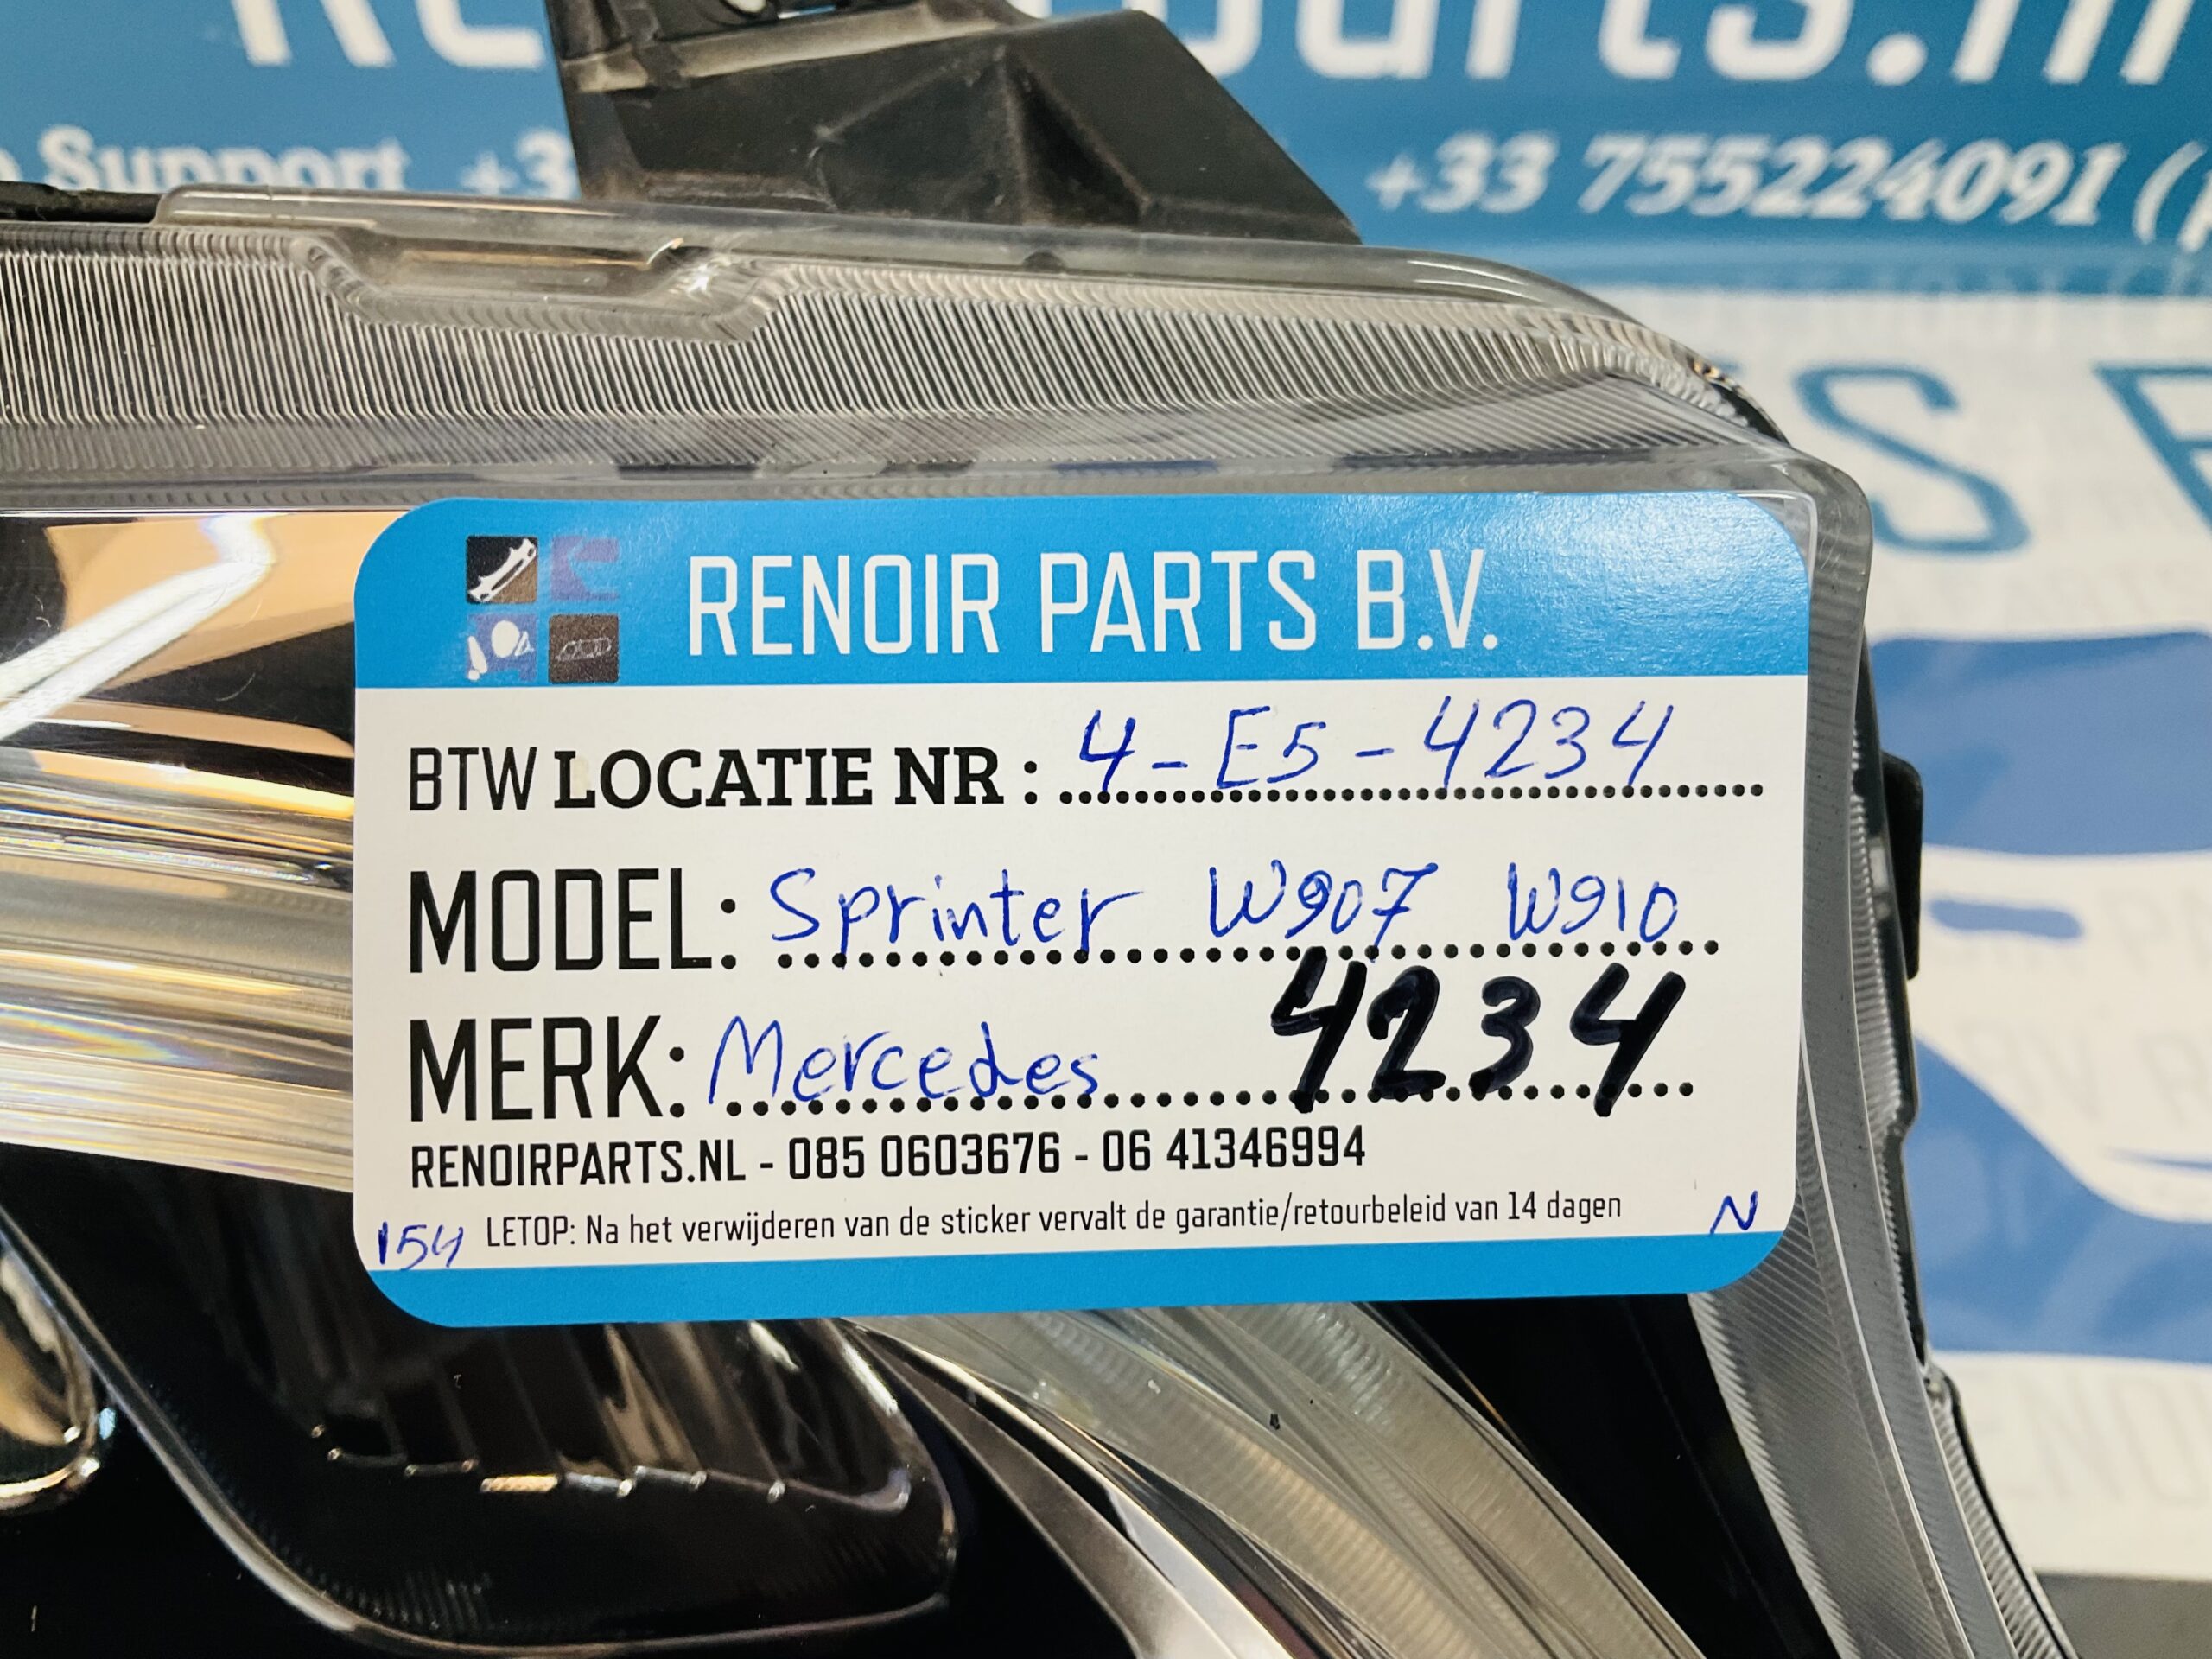 Support +3
+33 755224091 (
RENOIR PARTS B.V.
BTW LOCATIE NR : 4-E5-4234
MODEL: Sprinter W907 W910
MERK: Mercedes 4234
RENOIRPARTS.NL - 085 0603676 - 06 41346994
154 LETOP: Na het verwijderen van de sticker vervalt de garantie/retourbeleid van 14 dagen N